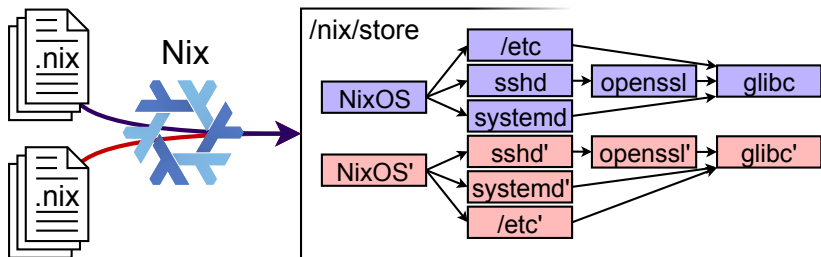 .nix
Nix
.nix
/nix/store
/etc
NixOS
sshd
openssl
glibc
systemd
NixOS'
sshd'
openssl'
glibc'
systemd'
/etc'